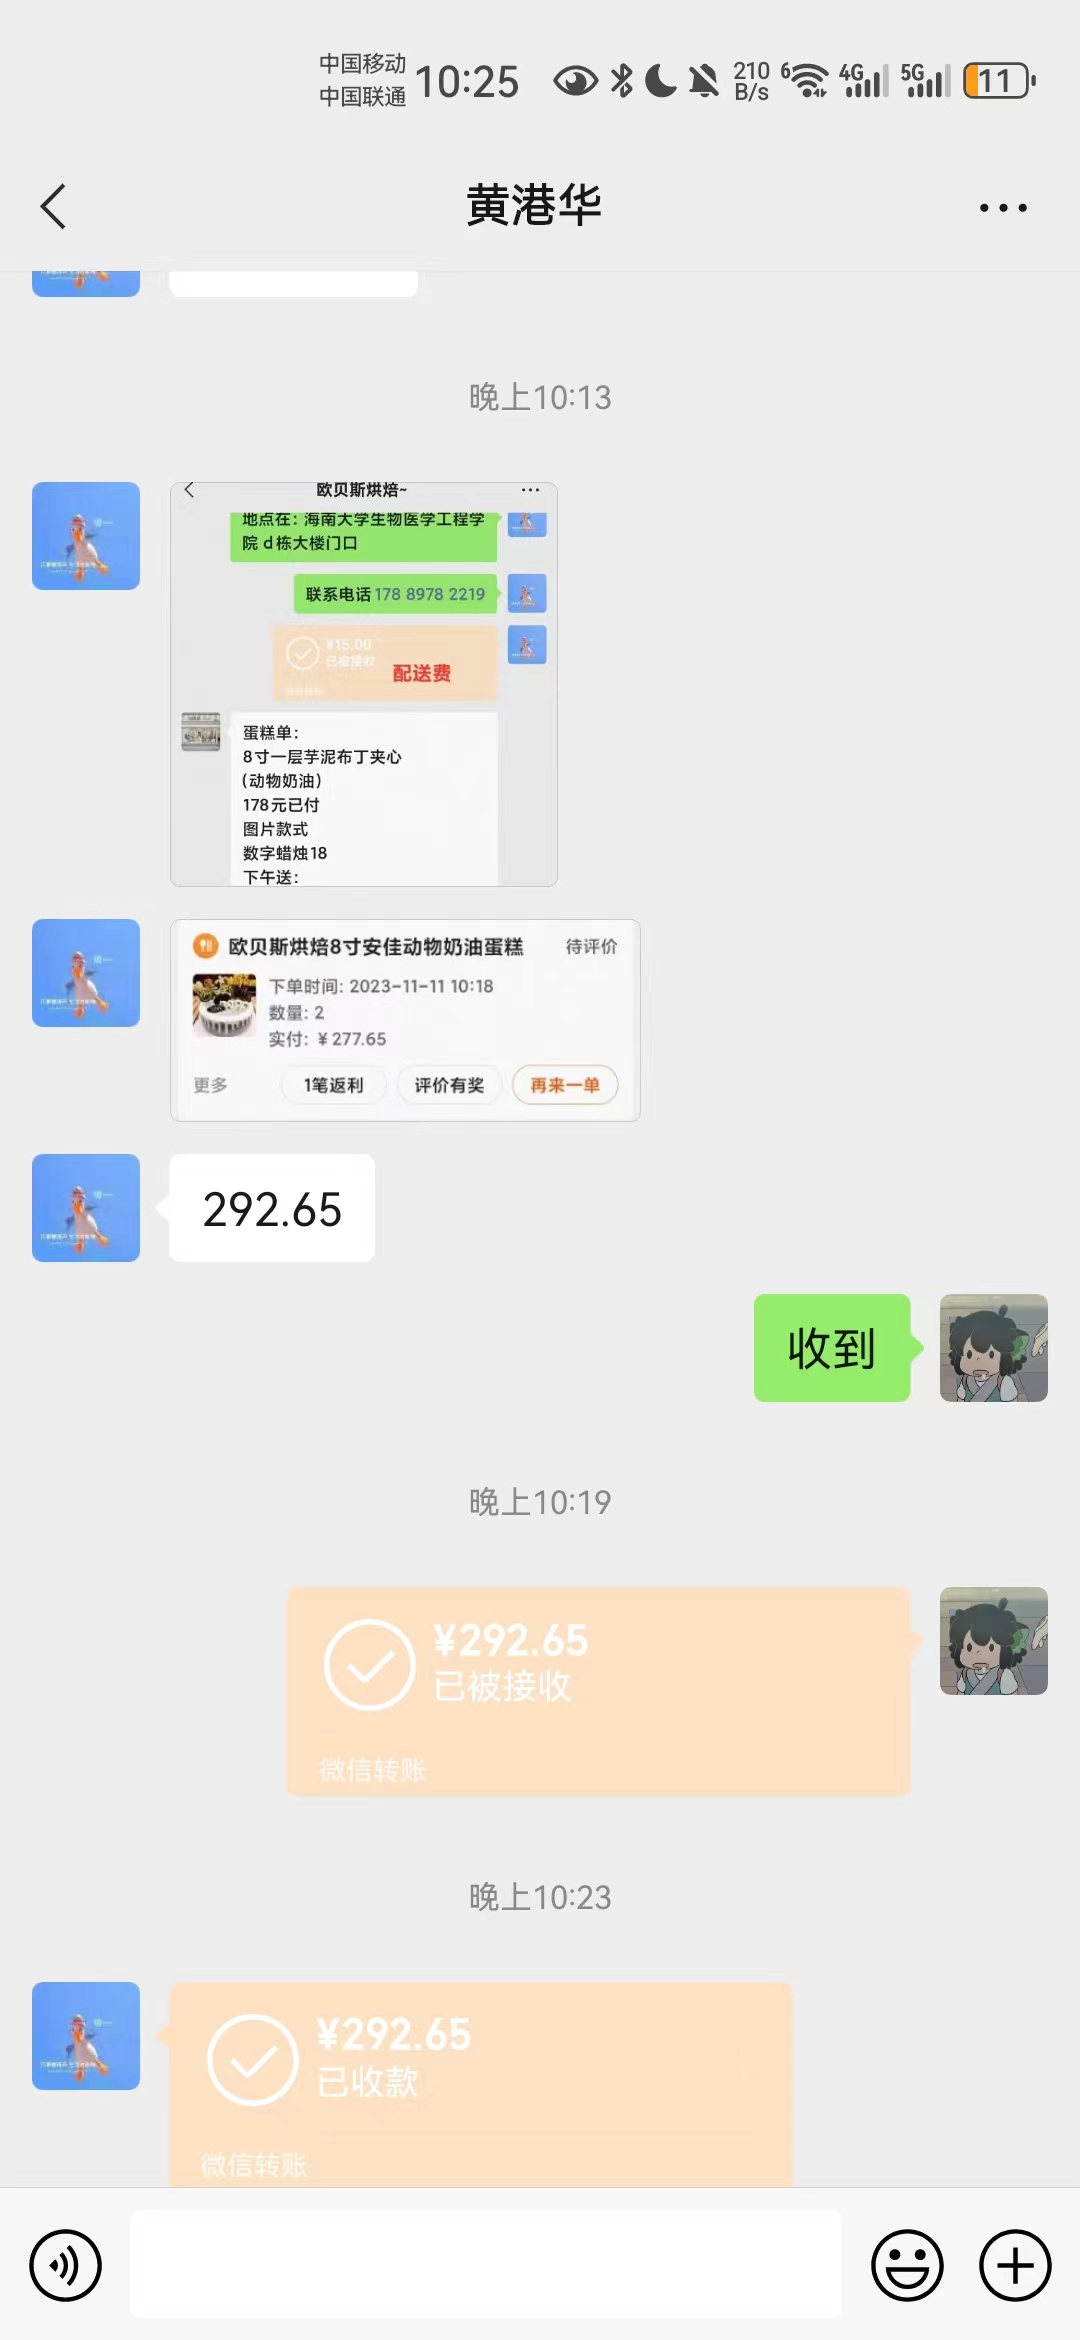 中国移动
中国联通
10:25
210
B/s
6
4G
5G
11
黄港华
晚上10:13
欧贝斯烘焙~
地点在：海南大学生物医学工程学
院 d栋大楼门口
联系电话 178 8978 2219
¥15.00
已被接收
配送费
微信转账
蛋糕单：
8寸一层芋泥布丁夹心
(动物奶油)
178元已付
图片款式
数字蜡烛18
下午送：
欧贝斯烘焙8寸安佳动物奶油蛋糕
待评价
下单时间: 2023-11-11 10:18
数量: 2
实付: ¥277.65
更多
1笔返利
评价有奖
再来一单
292.65
收到
晚上10:19
¥292.65
已被接收
微信转账
晚上10:23
¥292.65
已收款
微信转账